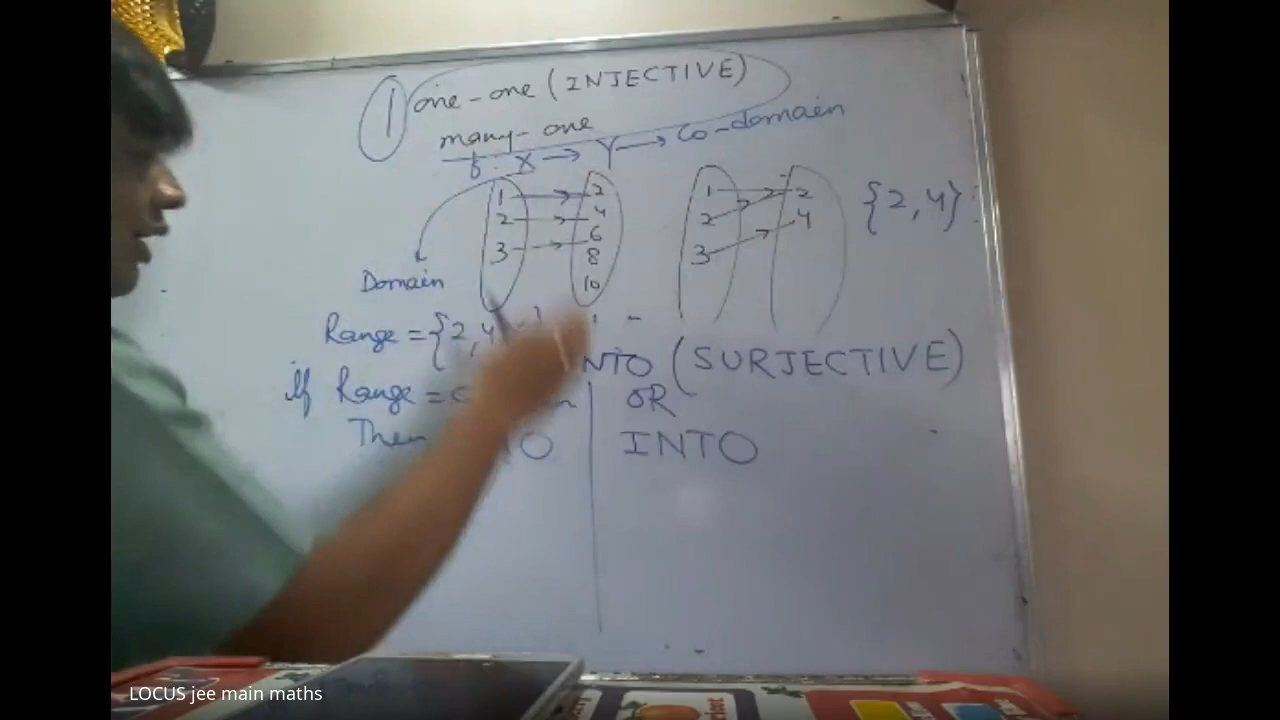 1 one-one (INJECTIVE)
many-one
f: X → Y → Co-domain
1 2 3
2 4 6 8 10
1 2 3
2 4
{2,4}
Domain
Range = {2,4
NTO (SURJECTIVE)
If Range =
OR
Then
INTO
LOCUS jee main maths